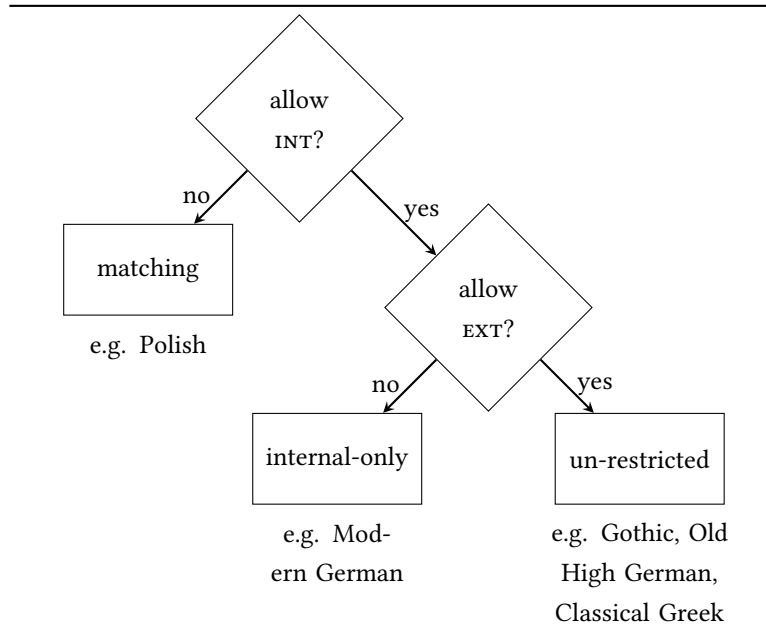 allow
INT?
no
yes
matching
e.g. Polish
allow
EXT?
no
yes
internal-only
un-restricted
e.g. Mod-
ern German
e.g. Gothic, Old
High German,
Classical Greek